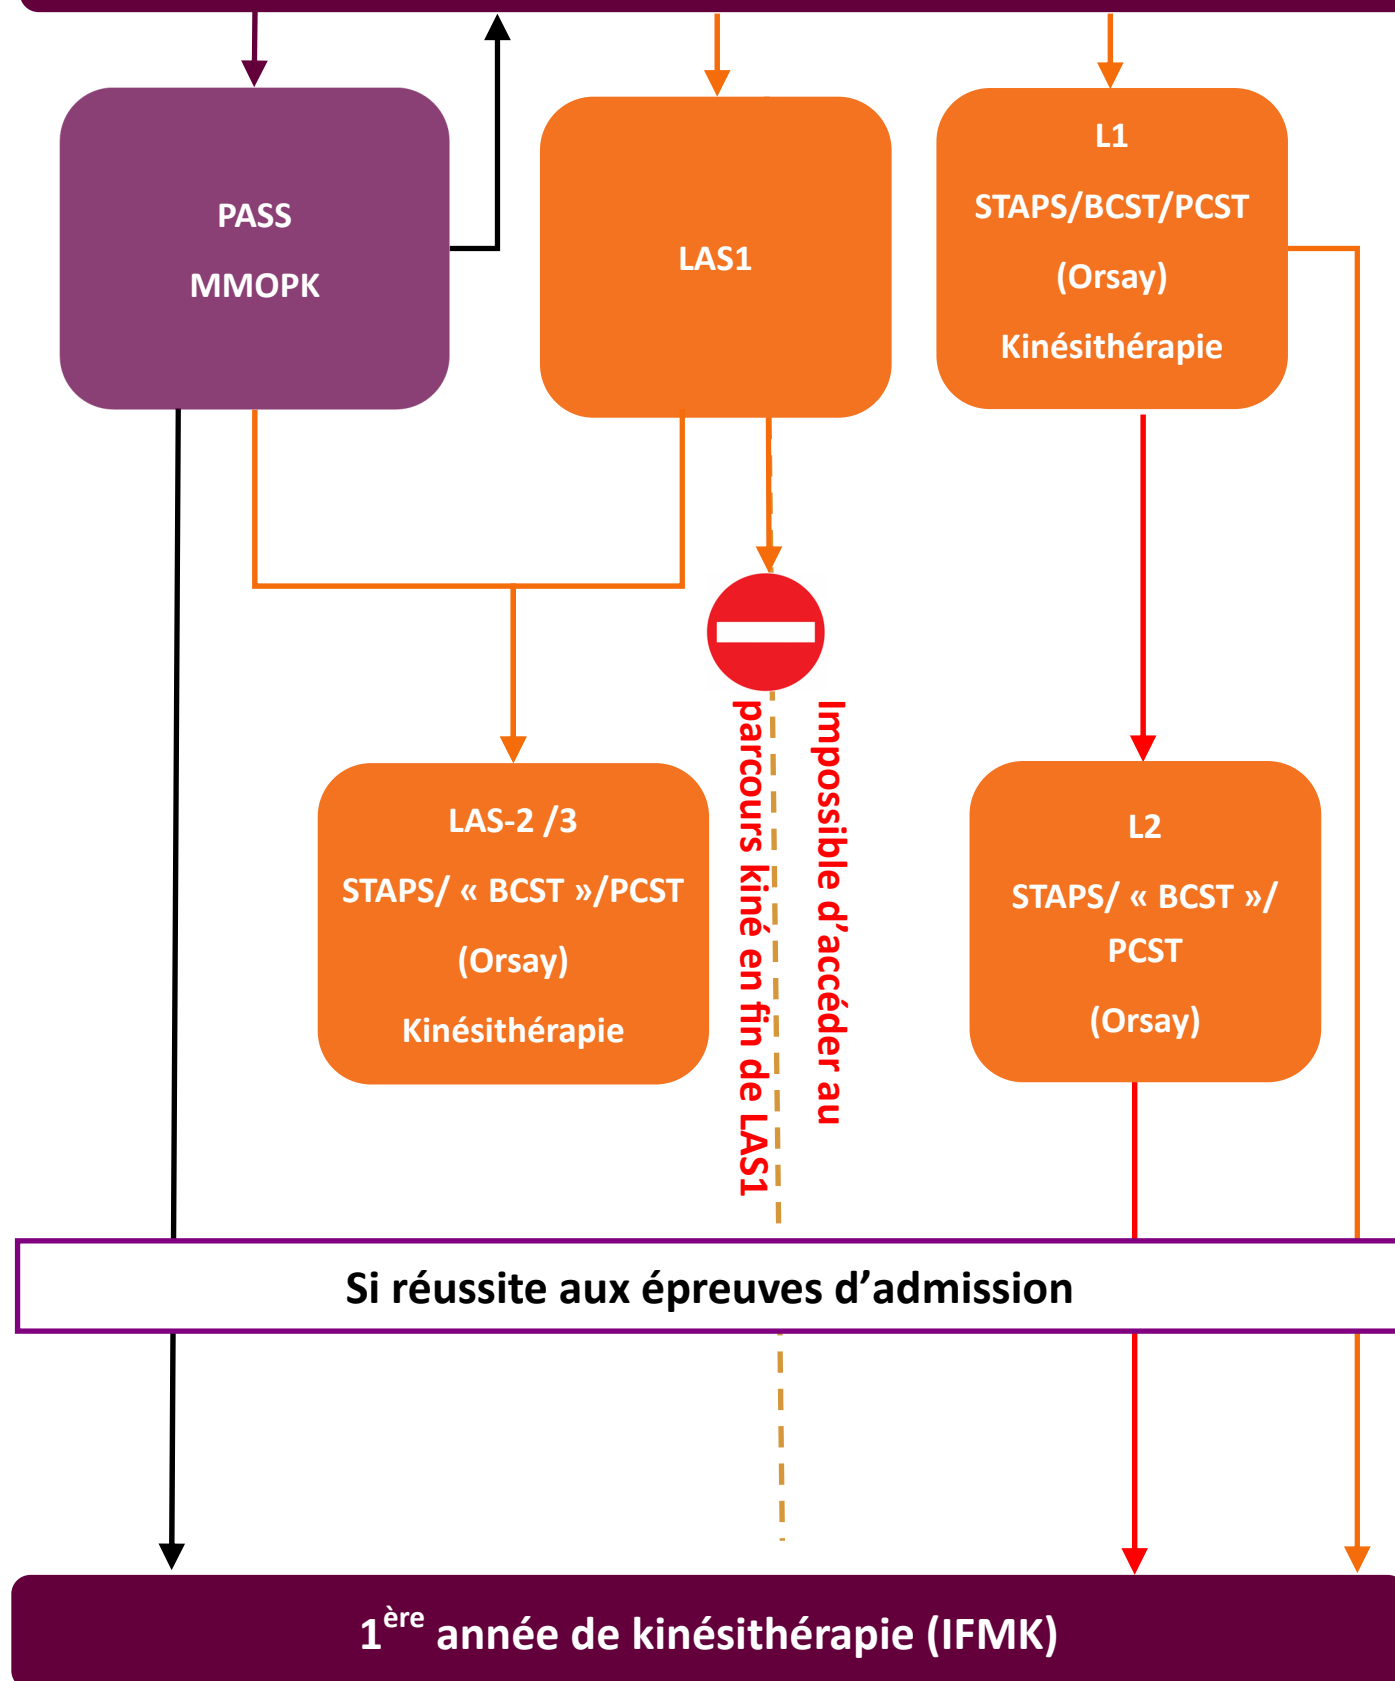 PASS
MMOPK
LAS1
L1
STAPS/BCST/PCST
(Orsay)
Kinésithérapie
Impossible d’accéder au
parcours kiné en fin de LAS1
LAS-2 /3
STAPS/ « BCST »/PCST
(Orsay)
Kinésithérapie
L2
STAPS/ « BCST »/
PCST
(Orsay)
Si réussite aux épreuves d’admission
1ère année de kinésithérapie (IFMK)